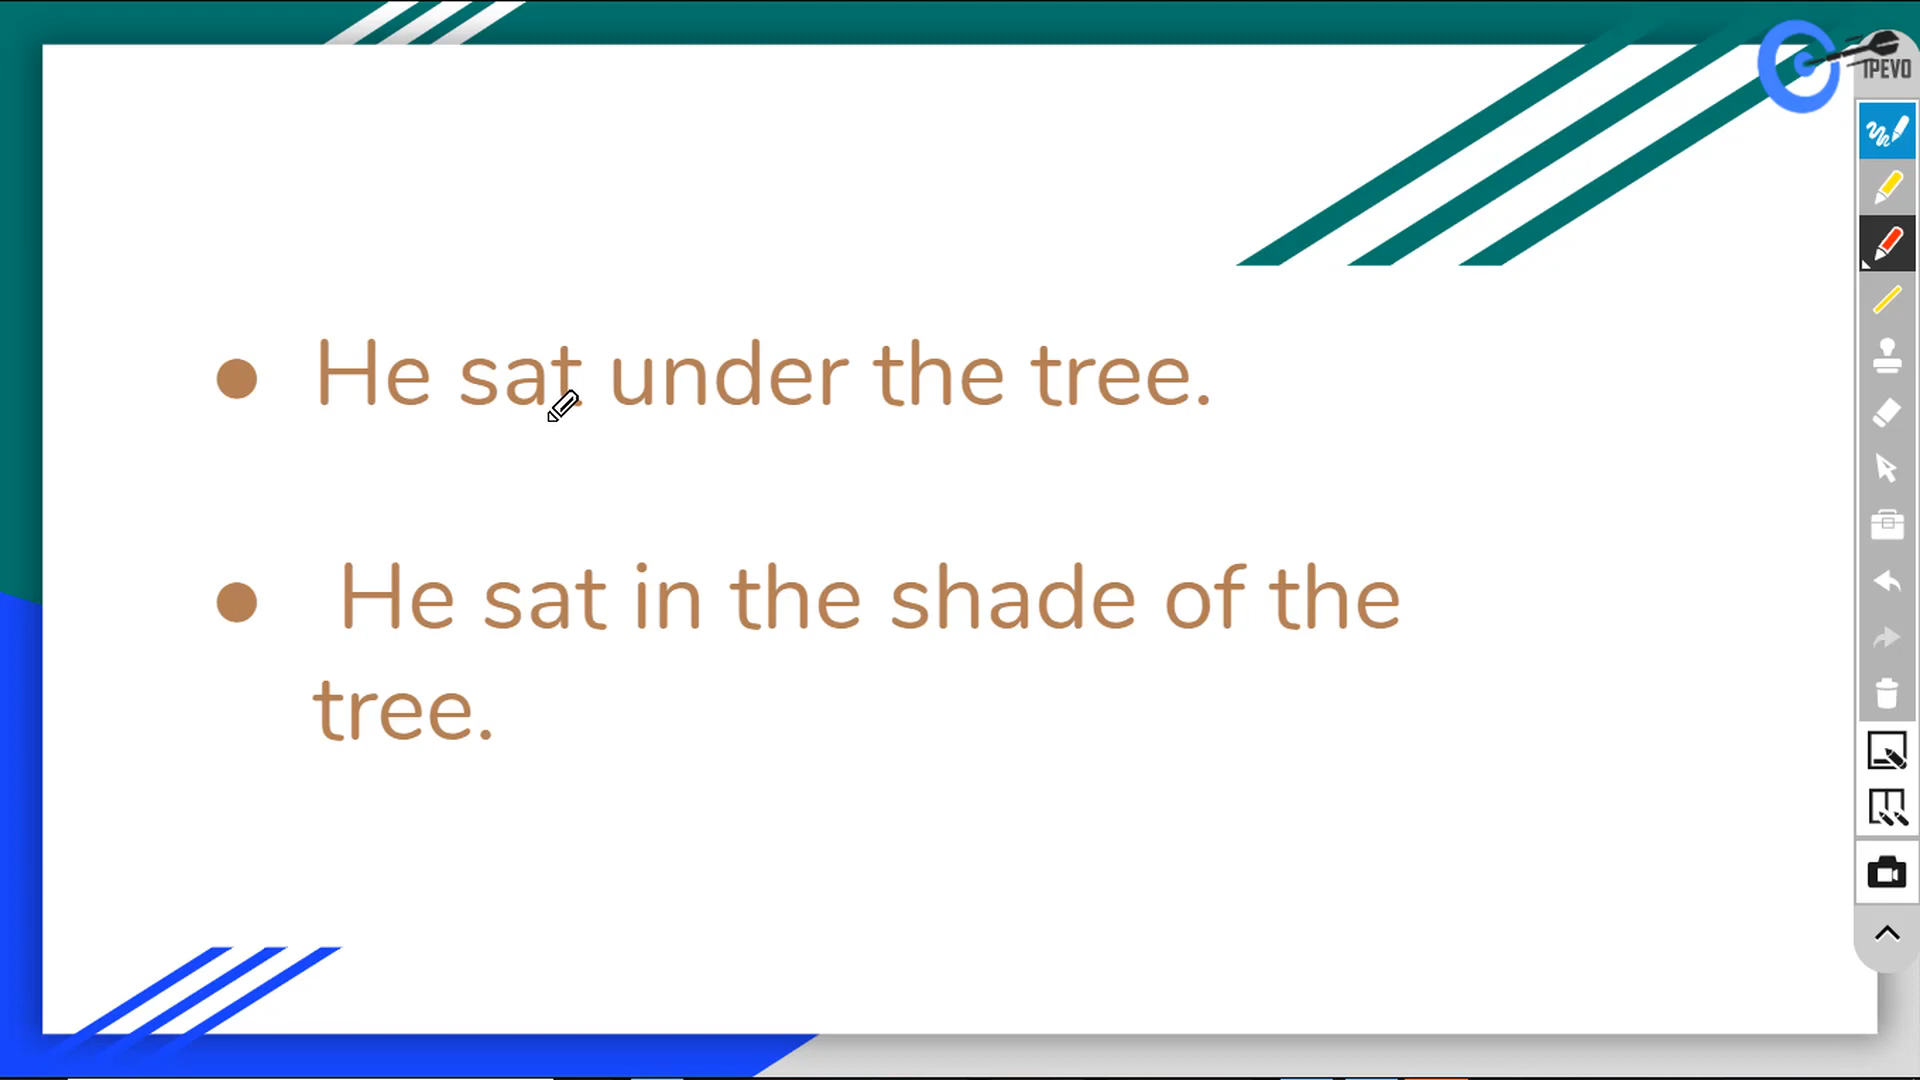 IPEVO
● He sat under the tree.
● He sat in the shade of the
tree.